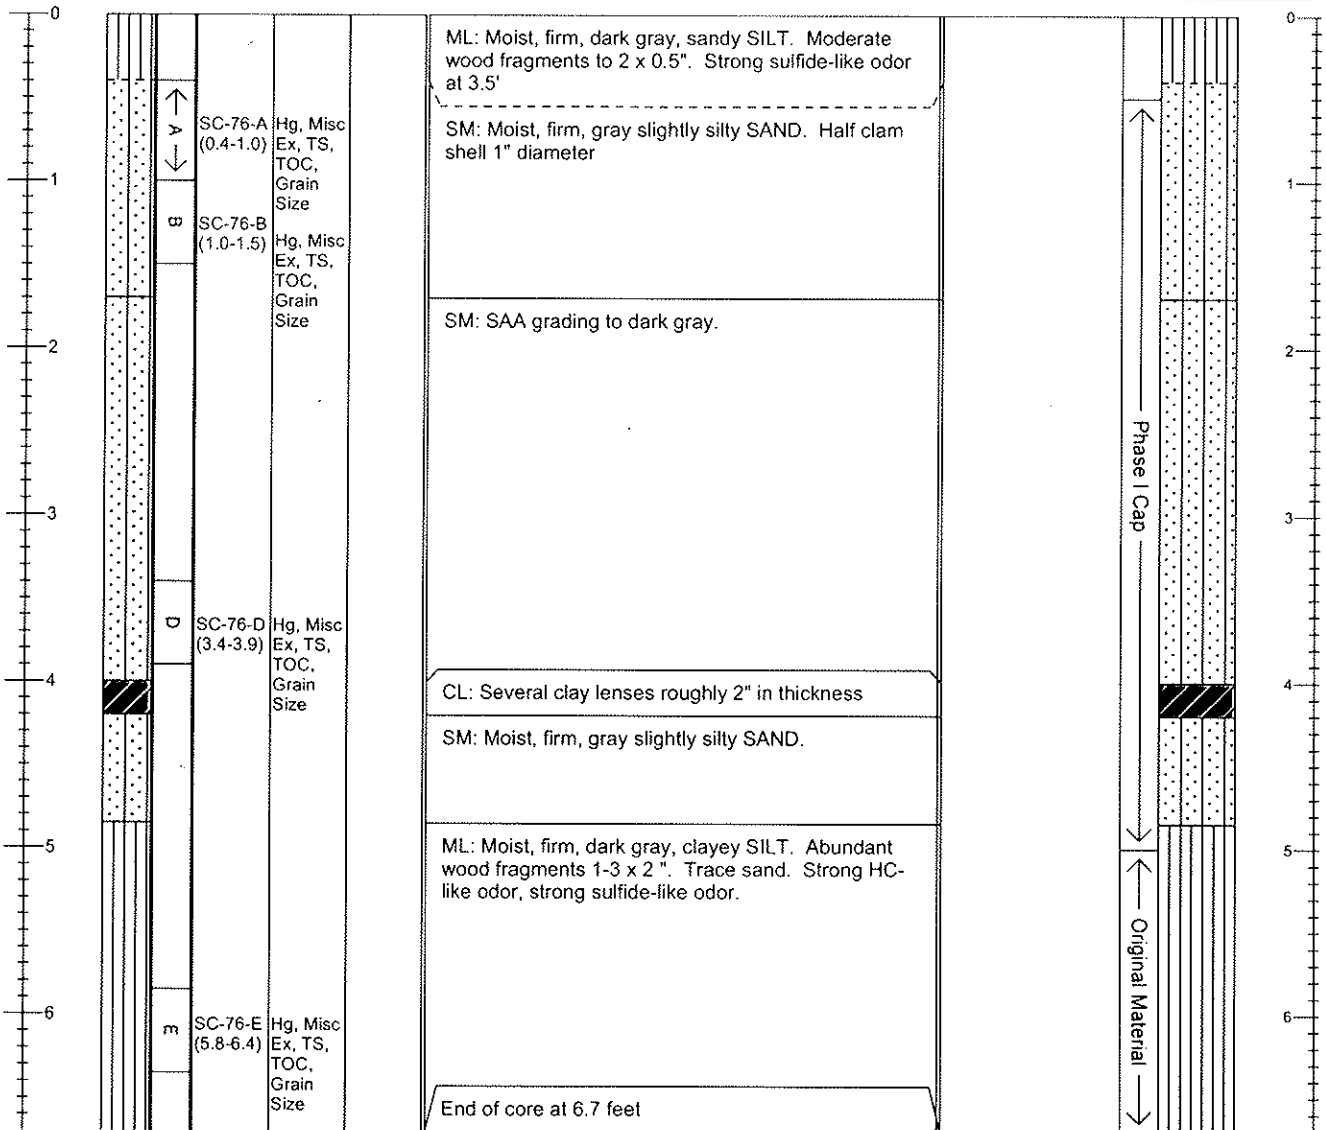 0
0
ML: Moist, firm, dark gray, sandy SILT. Moderate
wood fragments to 2 x 0.5". Strong sulfide-like odor
at 3.5'
A
SC-76-A
(0.4-1.0)
Hg, Misc
Ex, TS,
TOC,
Grain
Size
SM: Moist, firm, gray slightly silty SAND. Half clam
shell 1" diameter
1
1
B
SC-76-B
(1.0-1.5)
Hg, Misc
Ex, TS,
TOC,
Grain
Size
SM: SAA grading to dark gray.
2
2
Phase I Cap
3
3
D
SC-76-D
(3.4-3.9)
Hg, Misc
Ex, TS,
TOC,
Grain
Size
4
4
CL: Several clay lenses roughly 2" in thickness
SM: Moist, firm, gray slightly silty SAND.
5
5
ML: Moist, firm, dark gray, clayey SILT. Abundant
wood fragments 1-3 x 2 ". Trace sand. Strong HC-
like odor, strong sulfide-like odor.
Original Material
6
6
E
SC-76-E
(5.8-6.4)
Hg, Misc
Ex, TS,
TOC,
Grain
Size
End of core at 6.7 feet